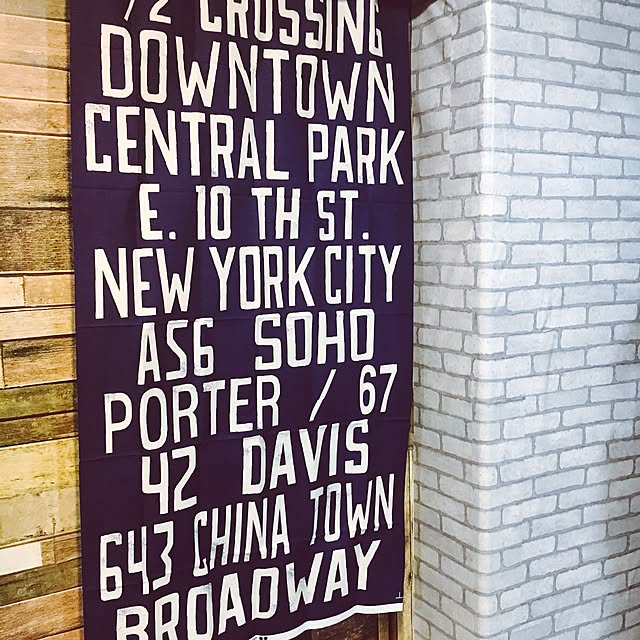 /2 CROSSING
DOWNTOWN
CENTRAL PARK
E. 10 TH ST.
NEW YORK CITY
AS6 SOHO
PORTER / 67
42 DAVIS
643 CHINA TOWN
BROADWAY